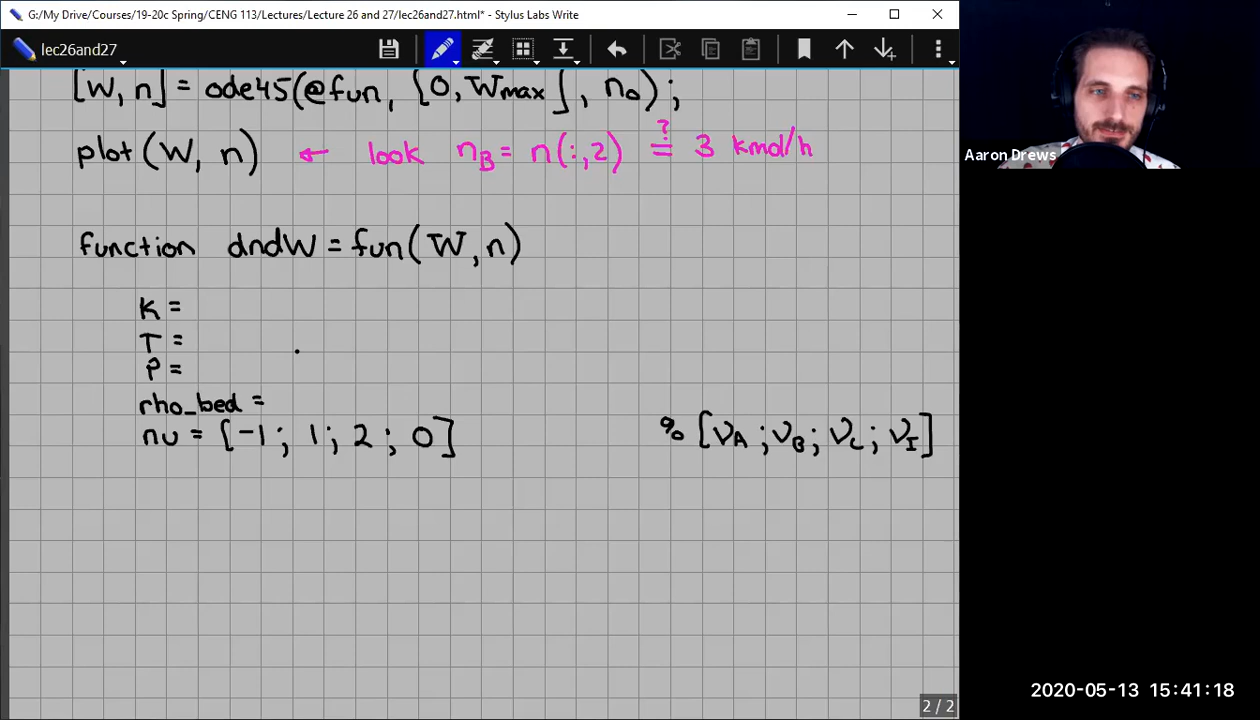 G:/My Drive/Courses/19-20c Spring/CENG 113/Lectures/Lecture 26 and 27/lec26and27.html* - Stylus Labs Write
lec26and27
[W, n] = ode45(@fun, [0, Wmax], n0);
plot(W, n) ← look nB = n(:,2) ≟ 3 kmol/h
Aaron Drews
function dndW = fun(W, n)
K =
T =
P =
rho_bed =
nu = [-1; 1; 2; 0] % [νA; νB; νC; νI]
2 / 2
2020-05-13 15:41:18